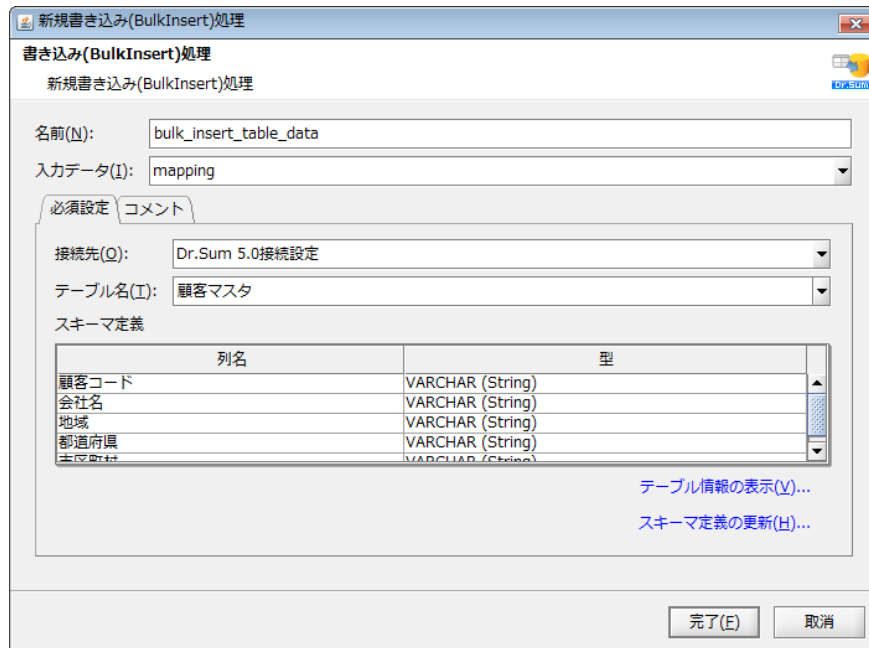 新規書き込み(BulkInsert)処理
書き込み(BulkInsert)処理
新規書き込み(BulkInsert)処理
Dr.Sum
名前(N): bulk_insert_table_data
入力データ(I): mapping
必須設定 コメント
接続先(O): Dr.Sum 5.0接続設定
テーブル名(T): 顧客マスタ
スキーマ定義
列名 型
顧客コード VARCHAR (String)
会社名 VARCHAR (String)
地域 VARCHAR (String)
都道府県 VARCHAR (String)
市区町村 VARCHAR (String)
テーブル情報の表示(V)...
スキーマ定義の更新(H)...
完了(F) 取消